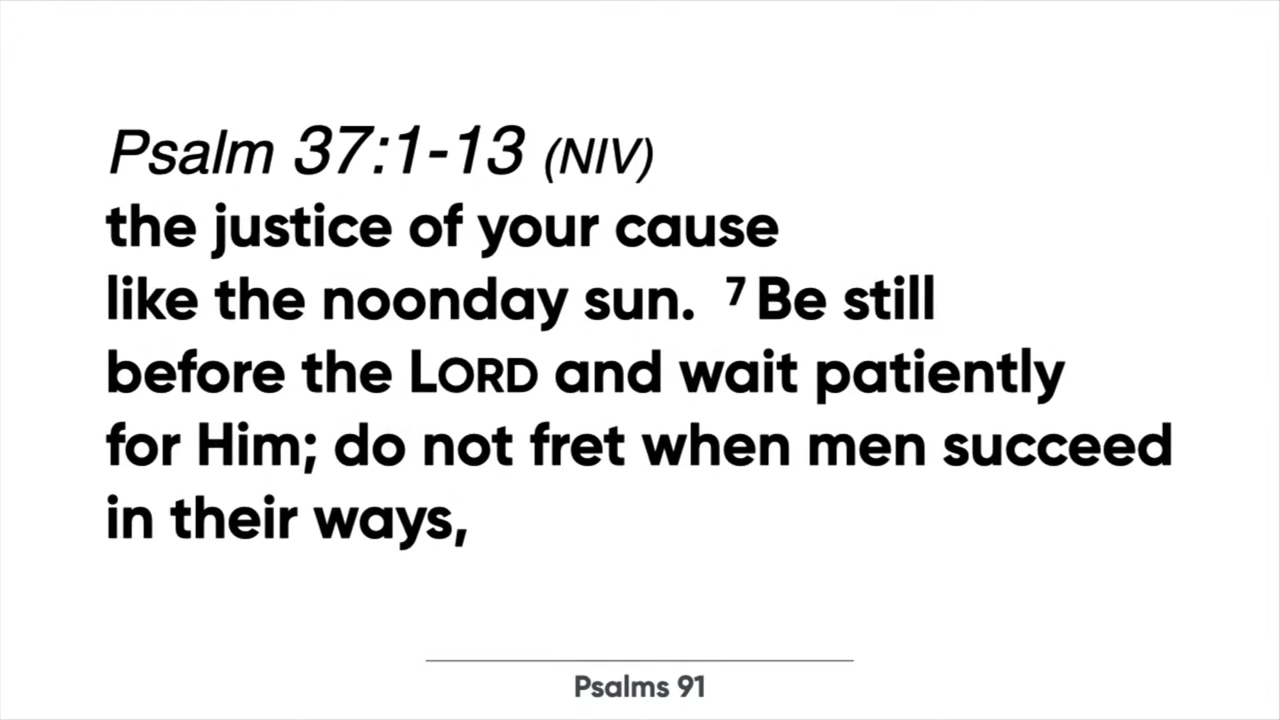 Psalm 37:1-13 (NIV)
the justice of your cause
like the noonday sun. ⁷ Be still
before the LORD and wait patiently
for Him; do not fret when men succeed
in their ways,
Psalms 91